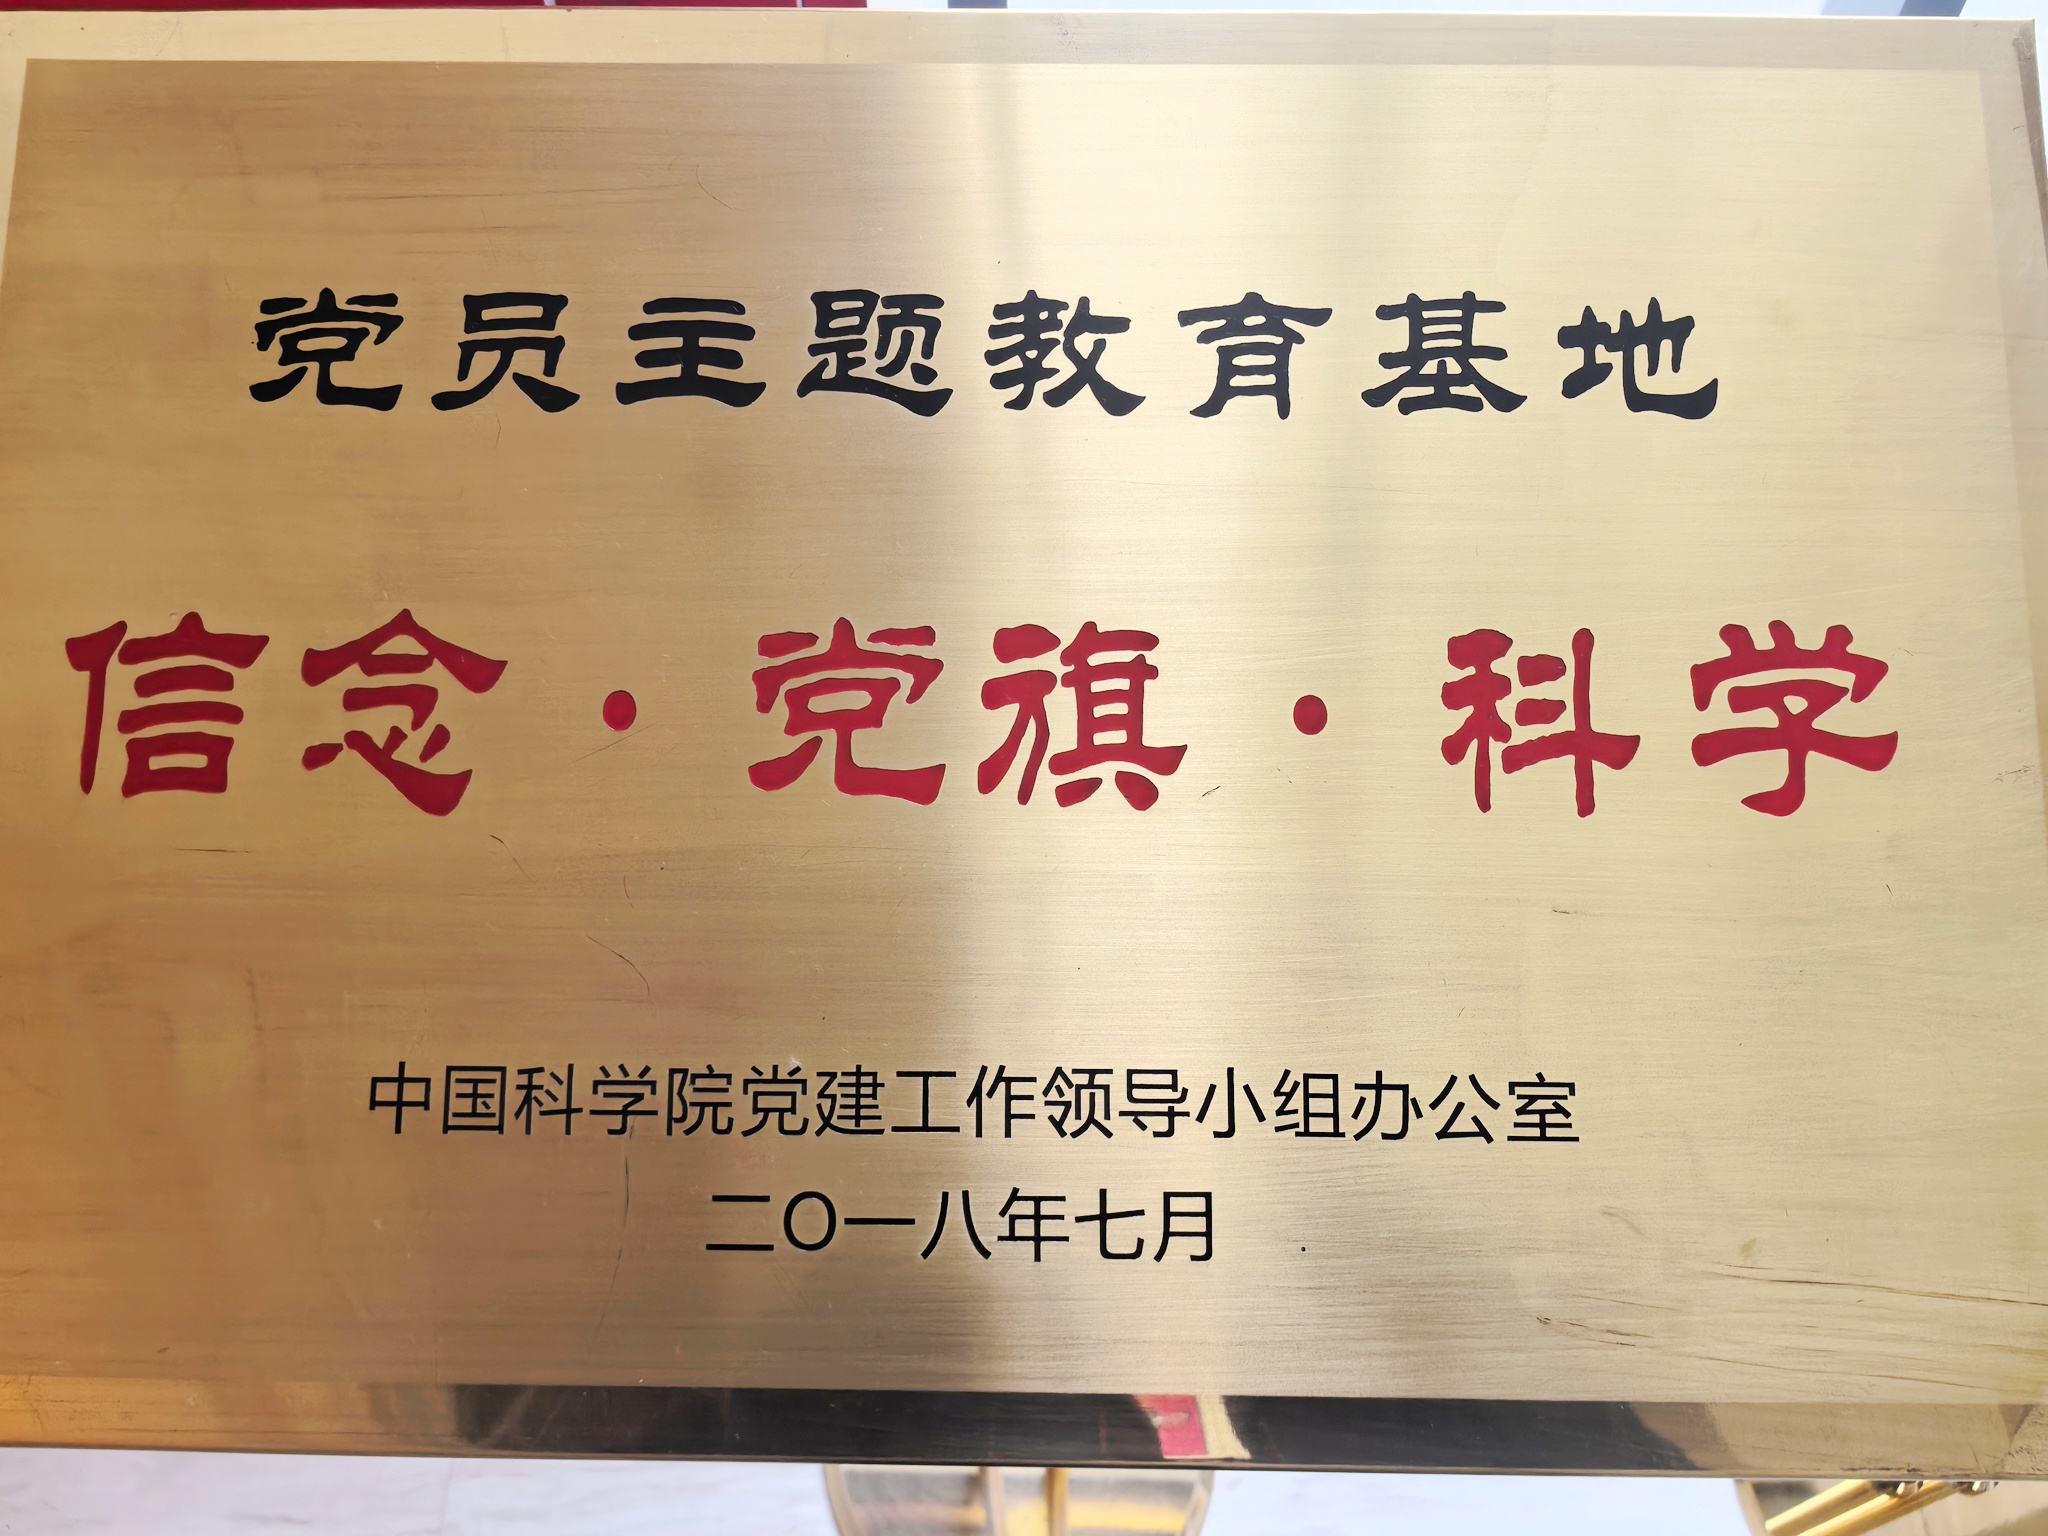 党员主题教育基地
信念·党旗·科学
中国科学院党建工作领导小组办公室
二〇一八年七月